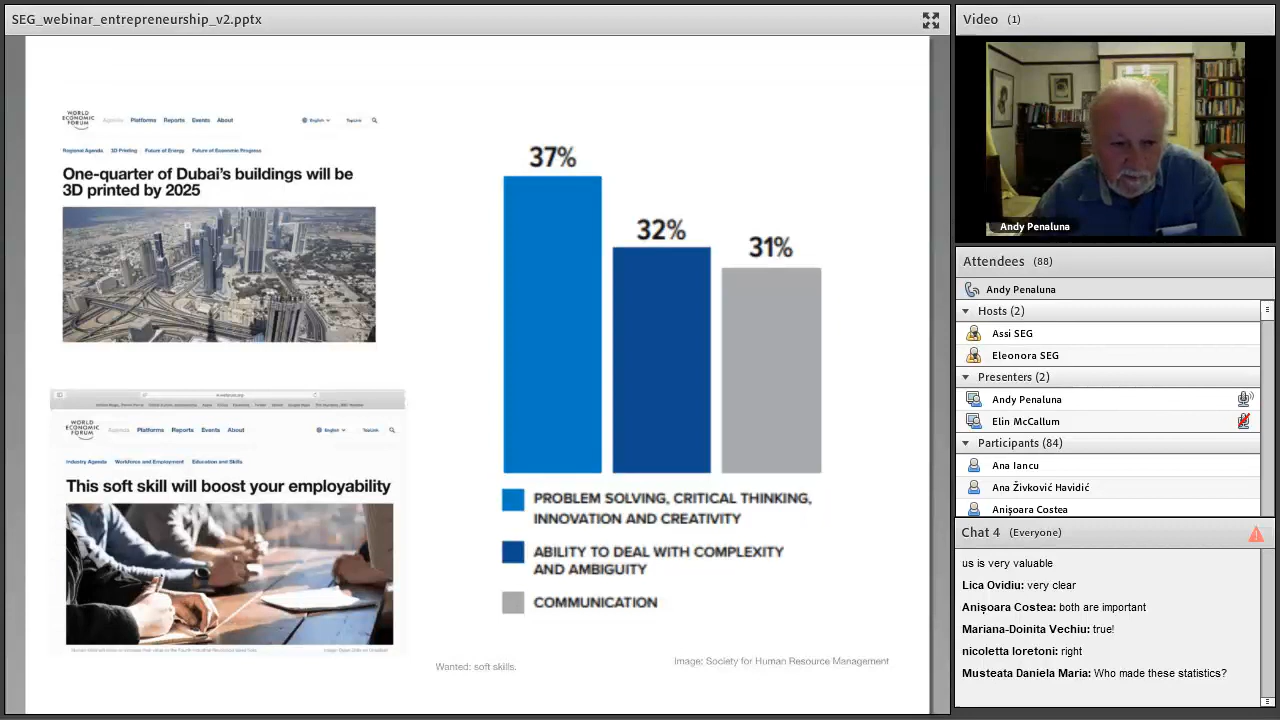 SEG_webinar_entrepreneurship_v2.pptx
WORLD
ECONOMIC
FORUM
Agenda Platforms Reports Events About
English TopLink
Regional Agenda 3D Printing Future of Energy Future of Economic Progress
One-quarter of Dubai's buildings will be
3D printed by 2025
WORLD
ECONOMIC
FORUM
Agenda Platforms Reports Events About
English TopLink
Industry Agenda Workforce and Employment Education and Skills
This soft skill will boost your employability
37%
32%
31%
PROBLEM SOLVING, CRITICAL THINKING,
INNOVATION AND CREATIVITY
ABILITY TO DEAL WITH COMPLEXITY
AND AMBIGUITY
COMMUNICATION
Wanted: soft skills.
Image: Society for Human Resource Management
Video (1)
Andy Penaluna
Attendees (88)
Andy Penaluna
Hosts (2)
Assi SEG
Eleonora SEG
Presenters (2)
Andy Penaluna
Elin McCallum
Participants (84)
Ana Iancu
Ana Živković Havidić
Anișoara Costea
Chat 4 (Everyone)
us is very valuable
Lica Ovidiu: very clear
Anișoara Costea: both are important
Mariana-Dovița Pechiu: true!
nicoletta bonati: right
Musteata Daniela Maria: Who made these statistics?